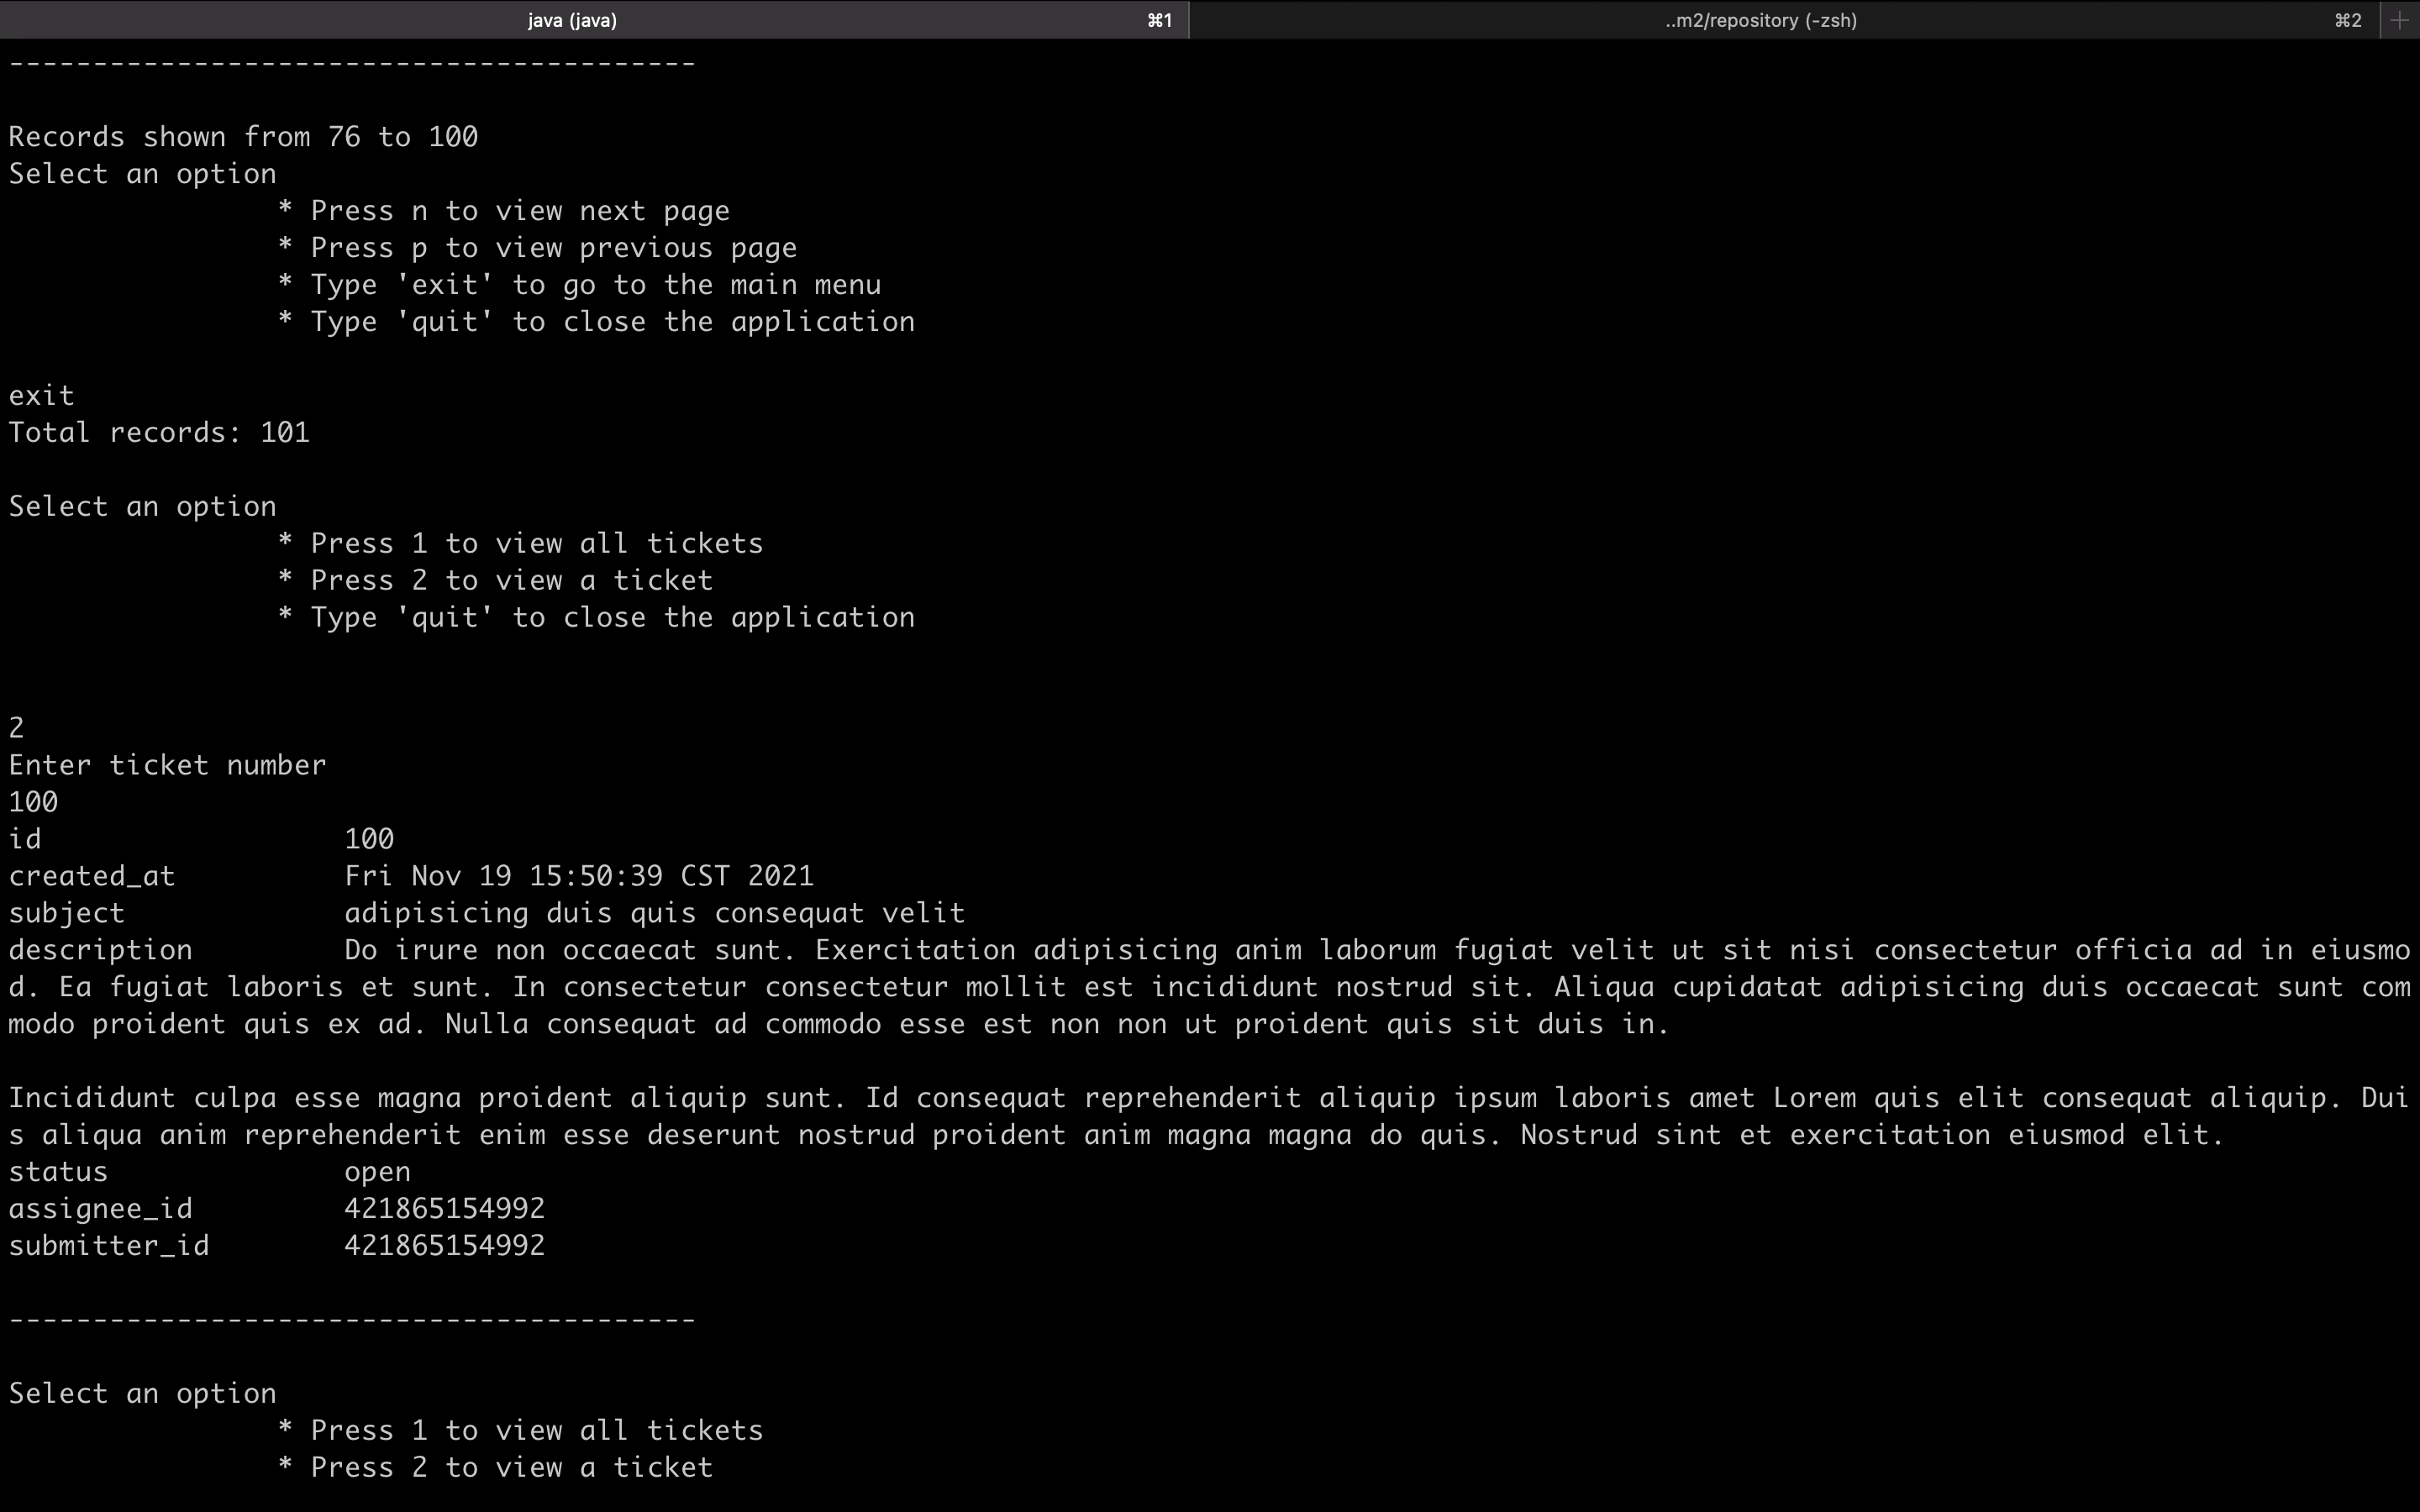 java (java) ⌘1 ..m2/repository (-zsh) ⌘2 +
-----------------------------------------
Records shown from 76 to 100
Select an option
* Press n to view next page
* Press p to view previous page
* Type 'exit' to go to the main menu
* Type 'quit' to close the application
exit
Total records: 101
Select an option
* Press 1 to view all tickets
* Press 2 to view a ticket
* Type 'quit' to close the application
2
Enter ticket number
100
id 100
created_at Fri Nov 19 15:50:39 CST 2021
subject adipisicing duis quis consequat velit
description Do irure non occaecat sunt. Exercitation adipisicing anim laborum fugiat velit ut sit nisi consectetur officia ad in eiusmo
d. Ea fugiat laboris et sunt. In consectetur consectetur mollit est incididunt nostrud sit. Aliqua cupidatat adipisicing duis occaecat sunt com
modo proident quis ex ad. Nulla consequat ad commodo esse est non non ut proident quis sit duis in.
Incididunt culpa esse magna proident aliquip sunt. Id consequat reprehenderit aliquip ipsum laboris amet Lorem quis elit consequat aliquip. Dui
s aliqua anim reprehenderit enim esse deserunt nostrud proident anim magna magna do quis. Nostrud sint et exercitation eiusmod elit.
status open
assignee_id 421865154992
submitter_id 421865154992
-----------------------------------------
Select an option
* Press 1 to view all tickets
* Press 2 to view a ticket